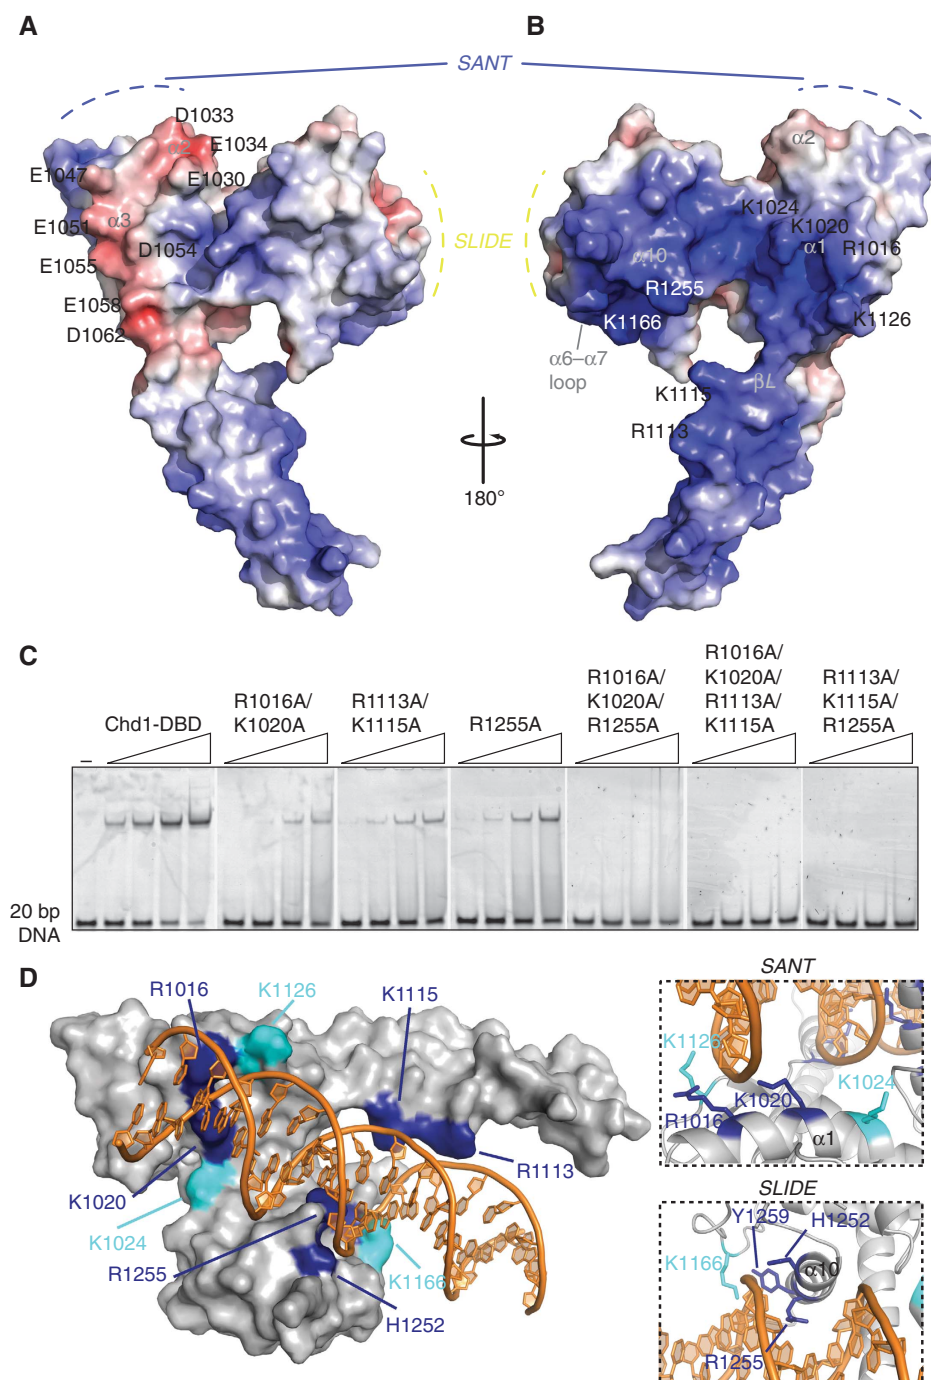 A
B
SANT
D1033
α2
E1034
E1047
E1030
E1051
α3
D1054
E1055
E1058
D1062
SLIDE
α2
K1024
K1020
α1
R1016
α10
R1255
K1166
K1126
α6–α7
loop
βL
K1115
R1113
180°
C
Chd1-DBD
R1016A/
K1020A
R1113A/
K1115A
R1255A
R1016A/
K1020A/
R1255A
R1016A/
K1020A/
R1113A/
K1115A
R1113A/
K1115A/
R1255A
–
20 bp
DNA
D
R1016
K1126
K1115
K1020
K1024
R1255
R1113
K1166
H1252
SANT
K1126
R1016
K1020
K1024
α1
SLIDE
Y1259
H1252
K1166
α10
R1255